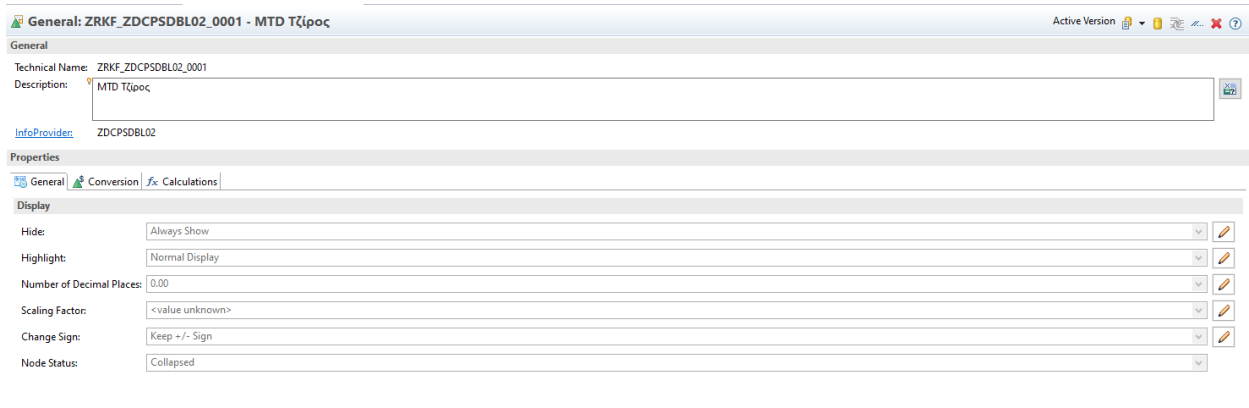 General: ZRKF_ZDCPSDBL02_0001 - MTD Τζίρος
Active Version
General
Technical Name: ZRKF_ZDCPSDBL02_0001
Description: MTD Τζίρος
InfoProvider: ZDCPSDBL02
Properties
General Conversion fx Calculations
Display
Hide: Always Show
Highlight: Normal Display
Number of Decimal Places: 0.00
Scaling Factor: <value unknown>
Change Sign: Keep +/- Sign
Node Status: Collapsed